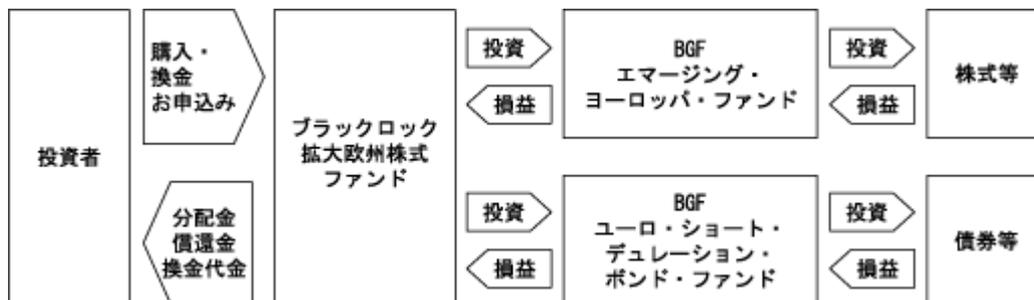 投資者
購入・
換金
お申込み
分配金
償還金
換金代金
ブラックロック
拡大欧州株式
ファンド
投資
損益
BGF
エマージング・
ヨーロッパ・ファンド
投資
損益
株式等
投資
損益
BGF
ユーロ・ショート・
デュレーション・
ボンド・ファンド
投資
損益
債券等